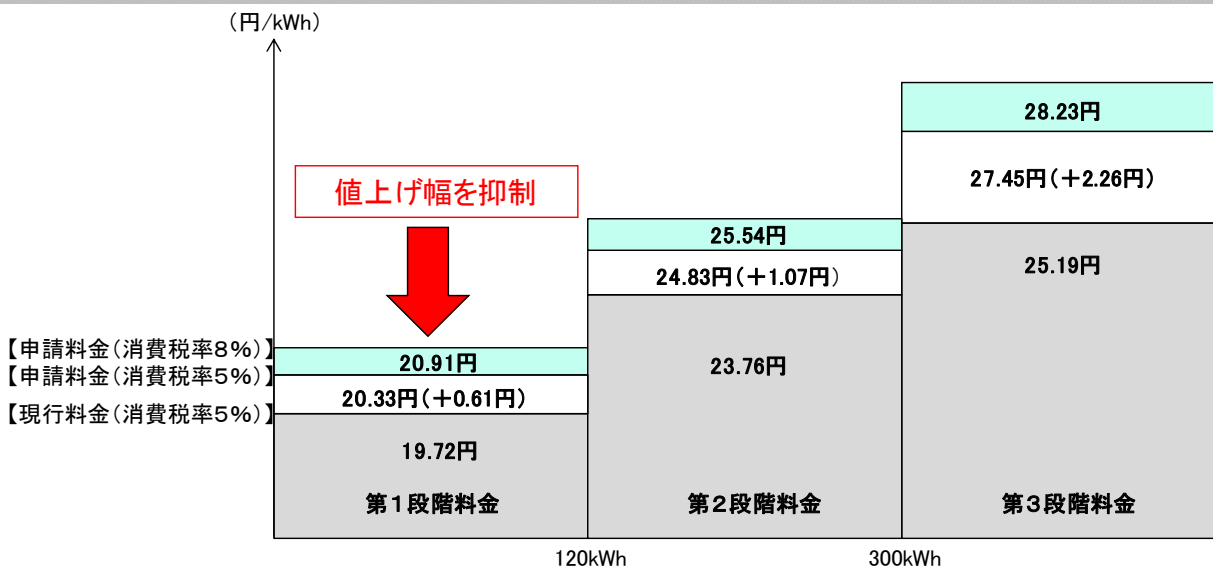 (円/kWh)
28.23円
27.45円(+2.26円)
25.19円
値上げ幅を抑制
25.54円
24.83円(+1.07円)
23.76円
【申請料金(消費税率8%)】
20.91円
【申請料金(消費税率5%)】
20.33円(+0.61円)
【現行料金(消費税率5%)】
19.72円
第1段階料金
第2段階料金
第3段階料金
120kWh
300kWh